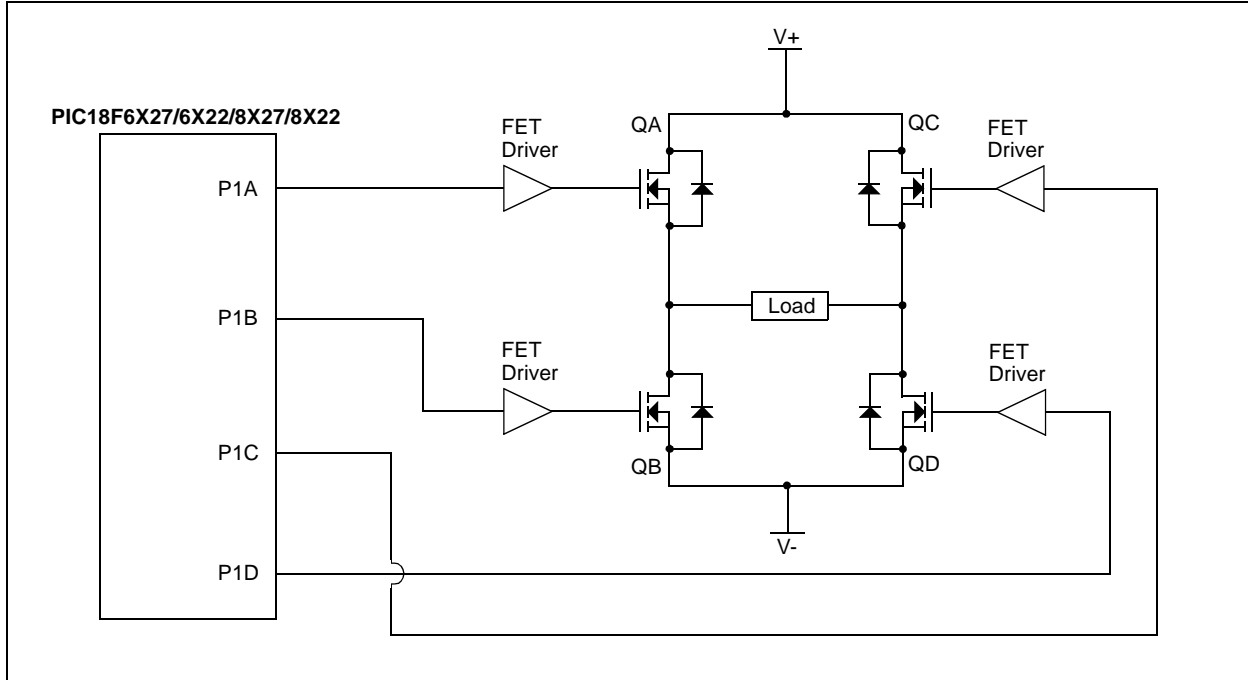 V+
PIC18F6X27/6X22/8X27/8X22
FET
Driver
QA
QC
FET
Driver
P1A
Load
P1B
FET
Driver
FET
Driver
P1C
QB
QD
V-
P1D